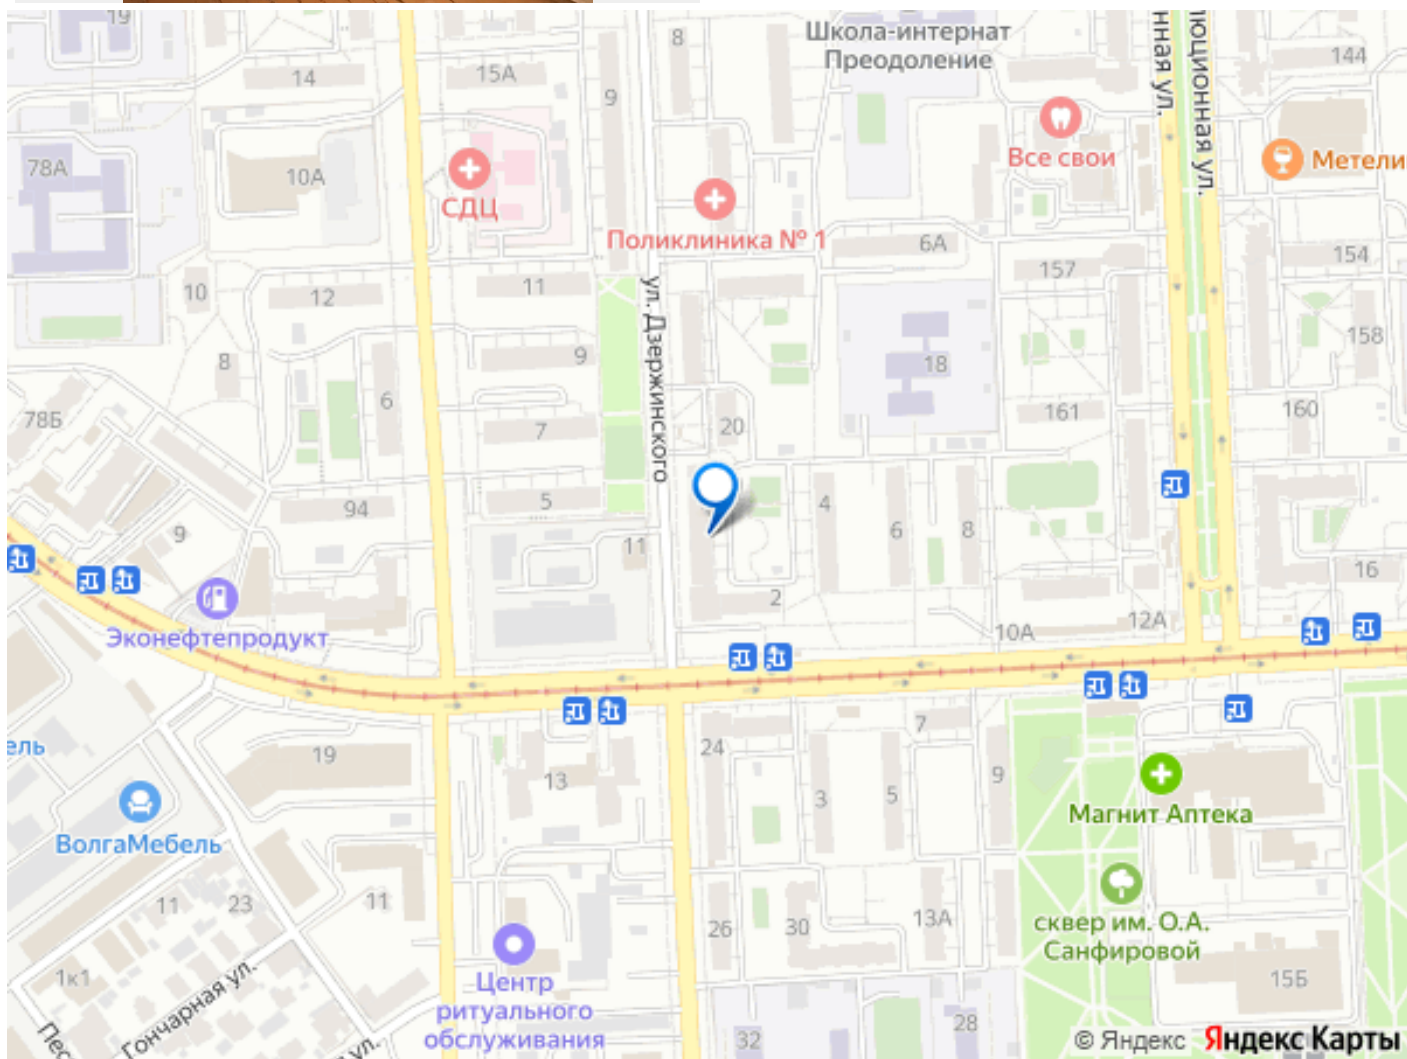 19
14
15А
8
9
Школа-интернат
Преодоление
нная ул.
юционная ул.
144
Все свои
Метели
78А
10А
СДЦ
Поликлиника № 1
6А
157
154
10
12
11
ул. Дзержинского
158
8
9
18
6
78Б
7
20
161
160
5
94
4
6
8
9
11
16
2
Эконефтепродукт
10А
12А
ель
19
13
24
7
3
5
9
Магнит Аптека
ВолгаМебель
11
23
11
26
30
13А
сквер им. О.А.
Санфировой
1к1
Гончарная ул.
Пес
ул.
Центр
ритуального
обслуживания
32
28
15Б
© Яндекс Яндекс Карты